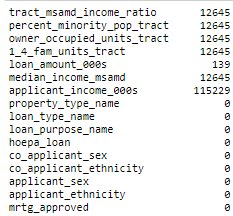 tract_msamd_income_ratio 12645
percent_minority_pop_tract 12645
owner_occupied_units_tract 12645
1_4_fam_units_tract 12645
loan_amount_000s 139
median_income_msamd 12645
applicant_income_000s 115229
property_type_name 0
loan_type_name 0
loan_purpose_name 0
hoepa_loan 0
co_applicant_sex 0
co_applicant_ethnicity 0
applicant_sex 0
applicant_ethnicity 0
mrtg_approved 0